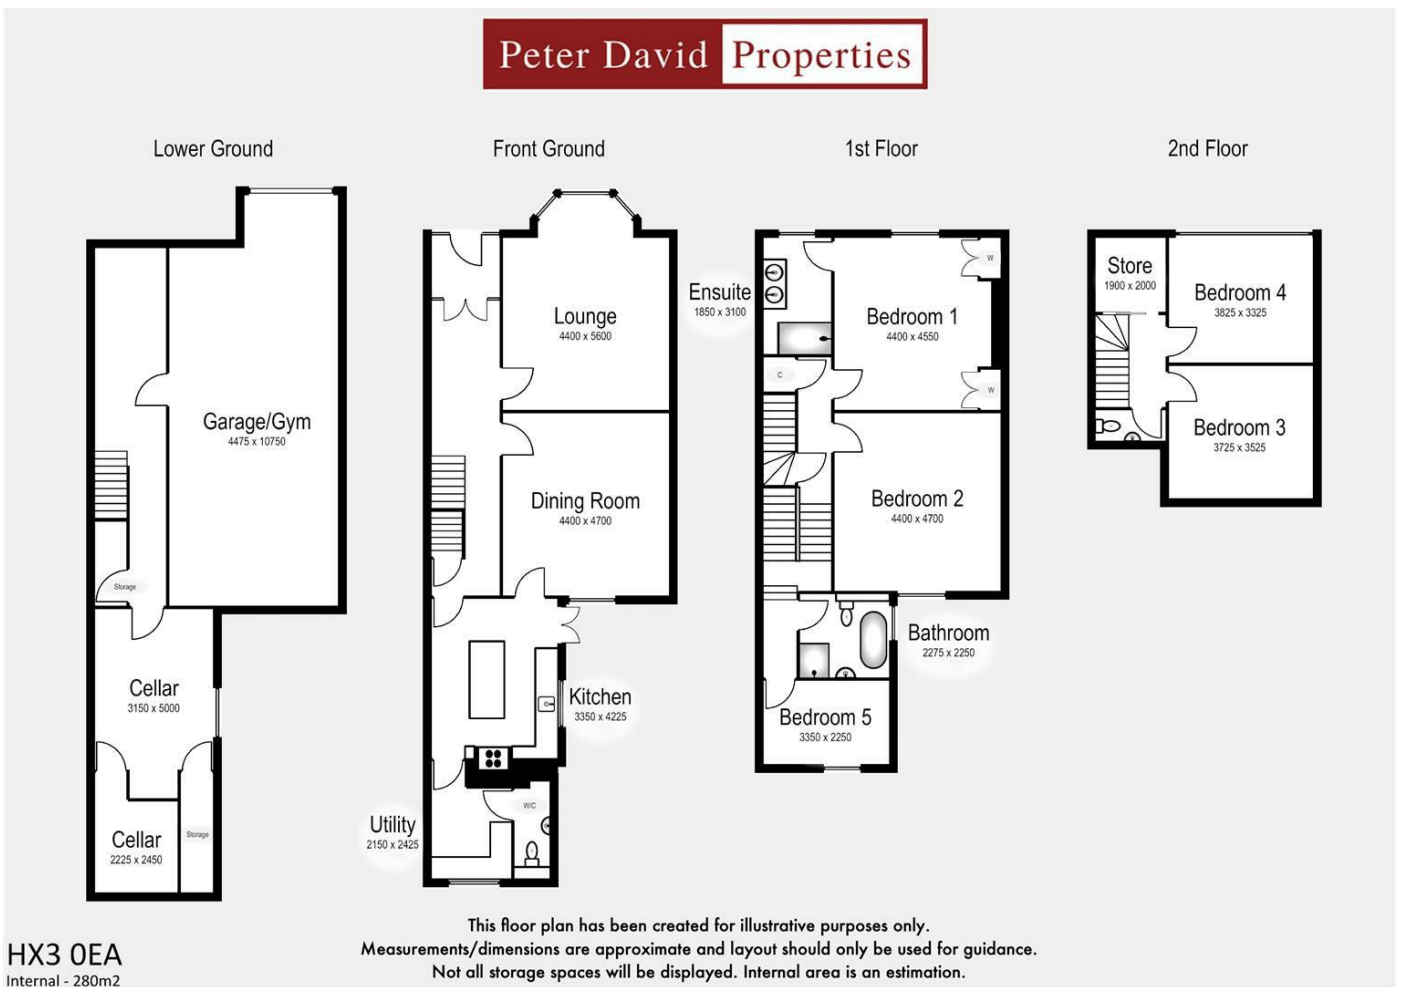 Peter David Properties
Lower Ground
Front Ground
1st Floor
2nd Floor
Garage/Gym
4475 x 10750
Storage
Cellar
3150 x 5000
Cellar
2225 x 2450
Storage
Lounge
4400 x 5600
Dining Room
4400 x 4700
Kitchen
3350 x 4225
Utility
2150 x 2425
W/C
Ensuite
1850 x 3100
Bedroom 1
4400 x 4550
W
W
C
Bedroom 2
4400 x 4700
Bathroom
2275 x 2250
Bedroom 5
3350 x 2250
Store
1900 x 2000
Bedroom 4
3825 x 3325
Bedroom 3
3725 x 3525
This floor plan has been created for illustrative purposes only.
Measurements/dimensions are approximate and layout should only be used for guidance.
Not all storage spaces will be displayed. Internal area is an estimation.
HX3 0EA
Internal - 280m2